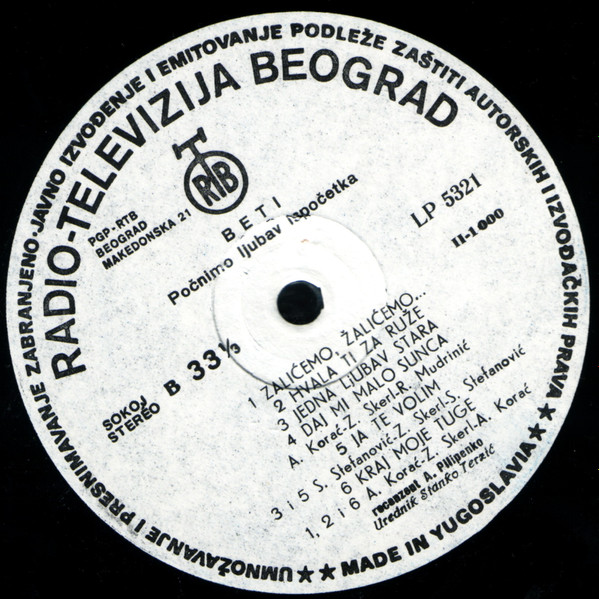 UMNOŽAVANJE I PRESNIMAVANJE ZABRANJENO·JAVNO IZVOĐENJE I EMITOVANJE PODLEŽE ZAŠTITI AUTORSKIH I IZVOĐAČKIH PRAVA ★ ★ MADE IN YUGOSLAVIA ★ ★
RADIO-TELEVIZIJA BEOGRAD
RTB
PGP-RTB
BEOGRAD
MAKEDONSKA 21
BETI
Počnimo ljubav ispočetka
LP 5321
II-1000
SOKOJ
STEREO
B 33⅓
1 ZALIĆEMO, ŽALIĆEMO...
2 HVALA TI ZA RUŽE
3 JEDNA LJUBAV STARA
4 DAJ MI MALO SUNCA
A. Korać-Z. Skerl-R. Mudrinić
5 JA TE VOLIM
3 i 5 S. Stefanović-Z. Skerl-S. Stefanović
6 KRAJ MOJE TUGE
1, 2 i 6 A. Korać-Z. Skerl-A. Korać
recenzent A. Pilipenko
Urednik Stanko Terzić